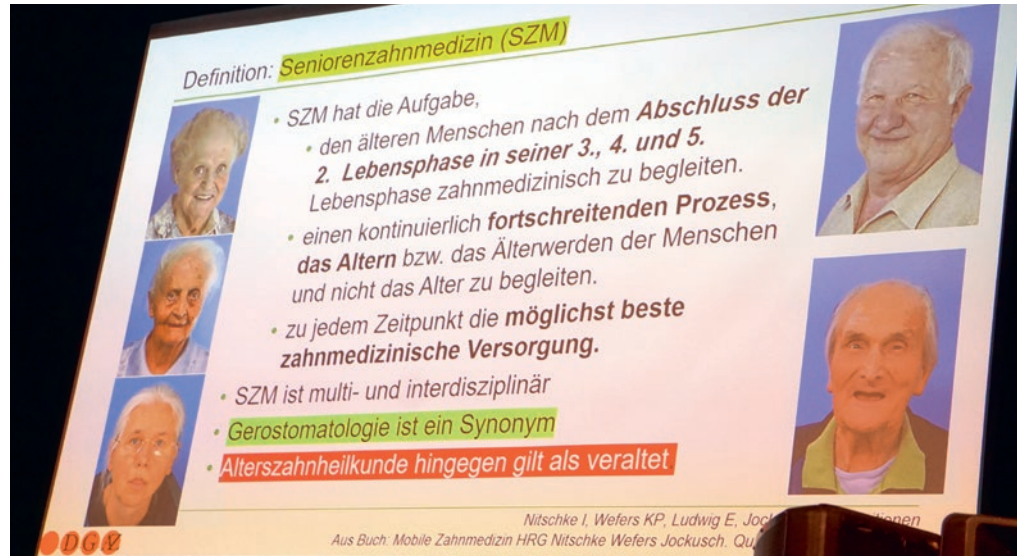 Definition: Seniorenzahnmedizin (SZM)
• SZM hat die Aufgabe,
• den älteren Menschen nach dem Abschluss der
2. Lebensphase in seiner 3., 4. und 5.
Lebensphase zahnmedizinisch zu begleiten.
• einen kontinuierlich fortschreitenden Prozess,
das Altern bzw. das Älterwerden der Menschen
und nicht das Alter zu begleiten.
• zu jedem Zeitpunkt die möglichst beste
zahnmedizinische Versorgung.
• SZM ist multi- und interdisziplinär
• Gerostomatologie ist ein Synonym
• Alterszahnheilkunde hingegen gilt als veraltet.
Nitschke I, Wefers KP, Ludwig E,
Aus Buch: Mobile Zahnmedizin HRG Nitschke Wefers Jockusch.
DGZ